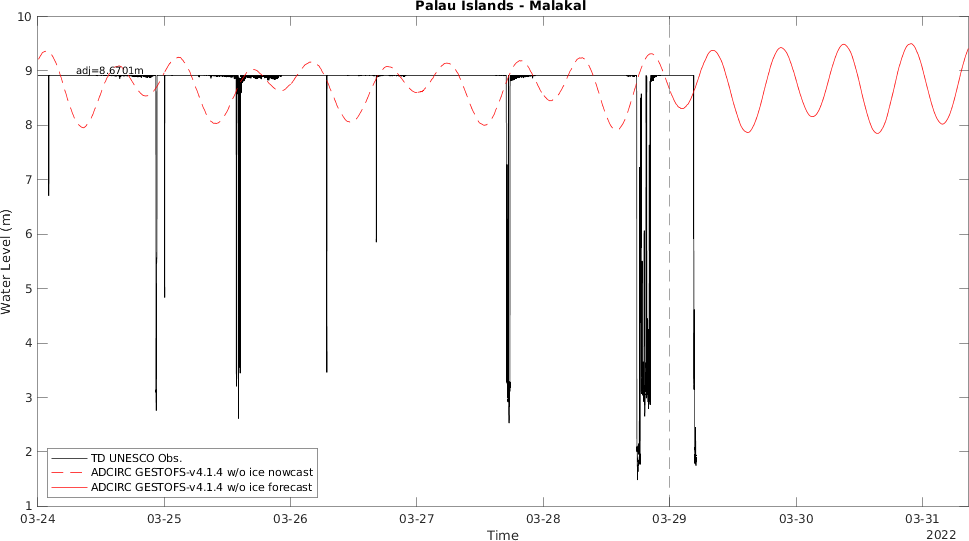 Palau Islands - Malakal
10
9
8
7
6
5
4
3
2
1
Water Level (m)
adj=8.6701m
TD UNESCO Obs.
ADCIRC GESTOFS-v4.1.4 w/o ice nowcast
ADCIRC GESTOFS-v4.1.4 w/o ice forecast
03-24 03-25 03-26 03-27 03-28 03-29 03-30 03-31
Time
2022